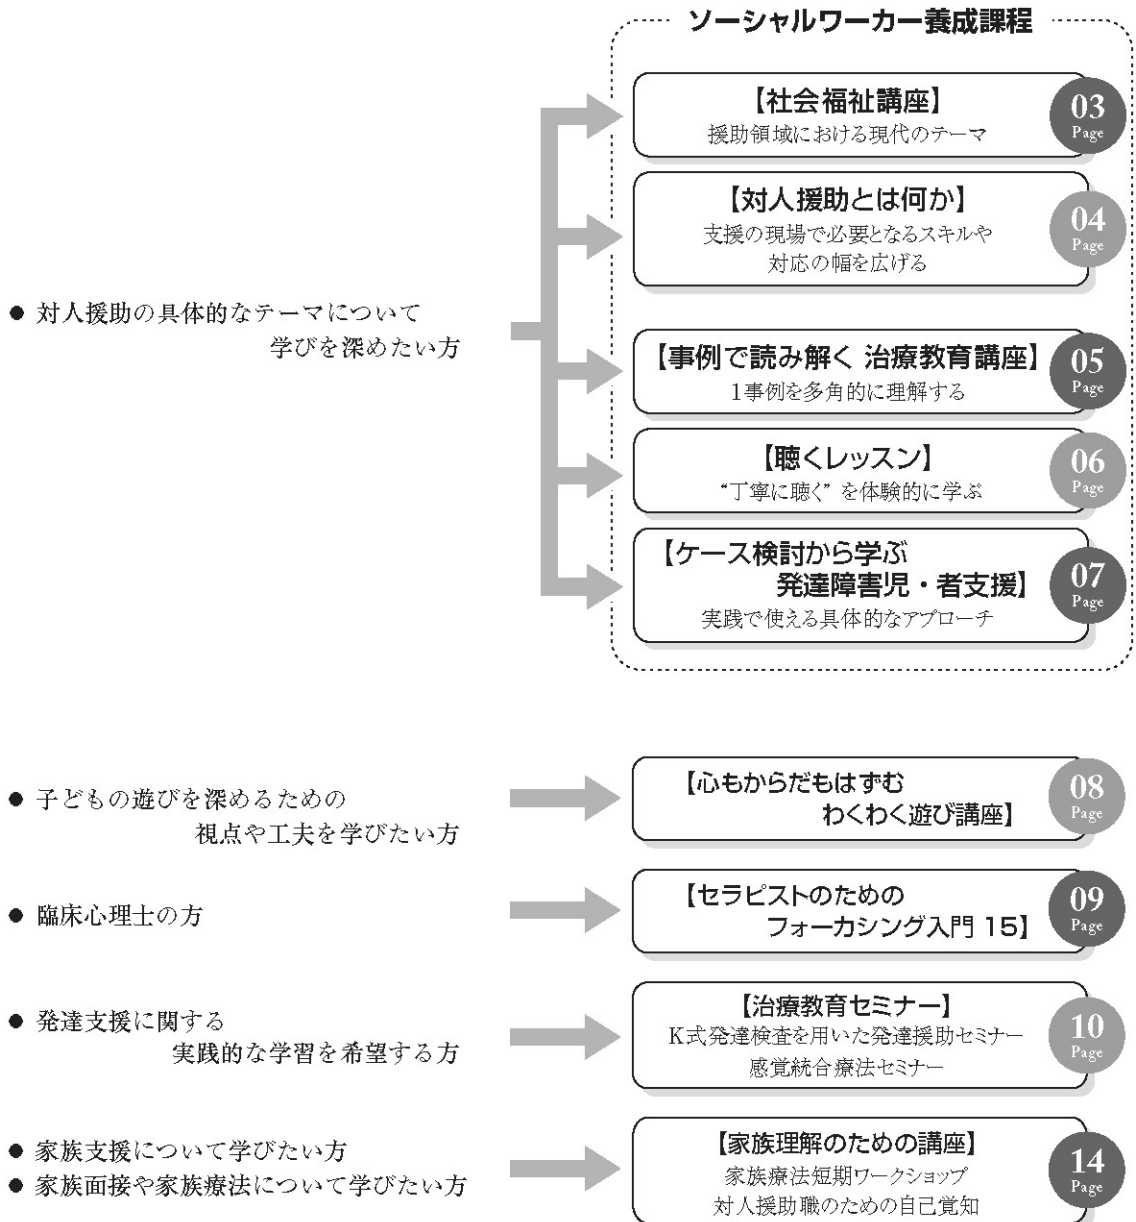 ソーシャルワーカー養成課程
● 対人援助の具体的なテーマについて
学びを深めたい方
【社会福祉講座】
援助領域における現代のテーマ
03
Page
【対人援助とは何か】
支援の現場で必要となるスキルや
対応の幅を広げる
04
Page
【事例で読み解く 治療教育講座】
1事例を多角的に理解する
05
Page
【聴くレッスン】
“丁寧に聴く” を体験的に学ぶ
06
Page
【ケース検討から学ぶ
発達障害児・者支援】
実践で使える具体的なアプローチ
07
Page
● 子どもの遊びを深めるための
視点や工夫を学びたい方
【心もからだもはずむ
わくわく遊び講座】
08
Page
● 臨床心理士の方
【セラピストのための
フォーカシング入門 15】
09
Page
● 発達支援に関する
実践的な学習を希望する方
【治療教育セミナー】
K式発達検査を用いた発達援助セミナー
感覚統合療法セミナー
10
Page
● 家族支援について学びたい方
● 家族面接や家族療法について学びたい方
【家族理解のための講座】
家族療法短期ワークショップ
対人援助職のための自己覚知
14
Page